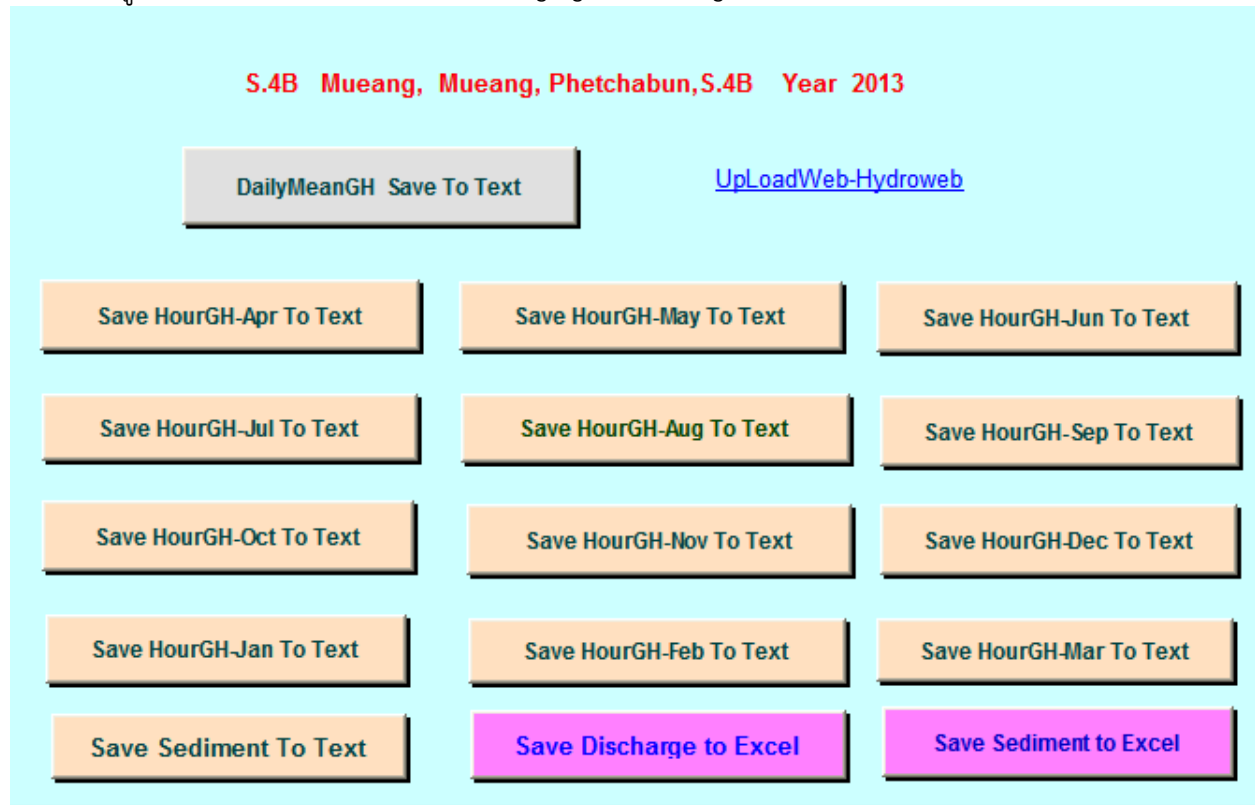 S.4B Mueang, Mueang, Phetchabun,S.4B Year 2013
DailyMeanGH Save To Text
UpLoadWeb-Hydroweb
Save HourGH-Apr To Text
Save HourGH-May To Text
Save HourGH-Jun To Text
Save HourGH-Jul To Text
Save HourGH-Aug To Text
Save HourGH-Sep To Text
Save HourGH-Oct To Text
Save HourGH-Nov To Text
Save HourGH-Dec To Text
Save HourGH-Jan To Text
Save HourGH-Feb To Text
Save HourGH-Mar To Text
Save Sediment To Text
Save Discharge to Excel
Save Sediment to Excel